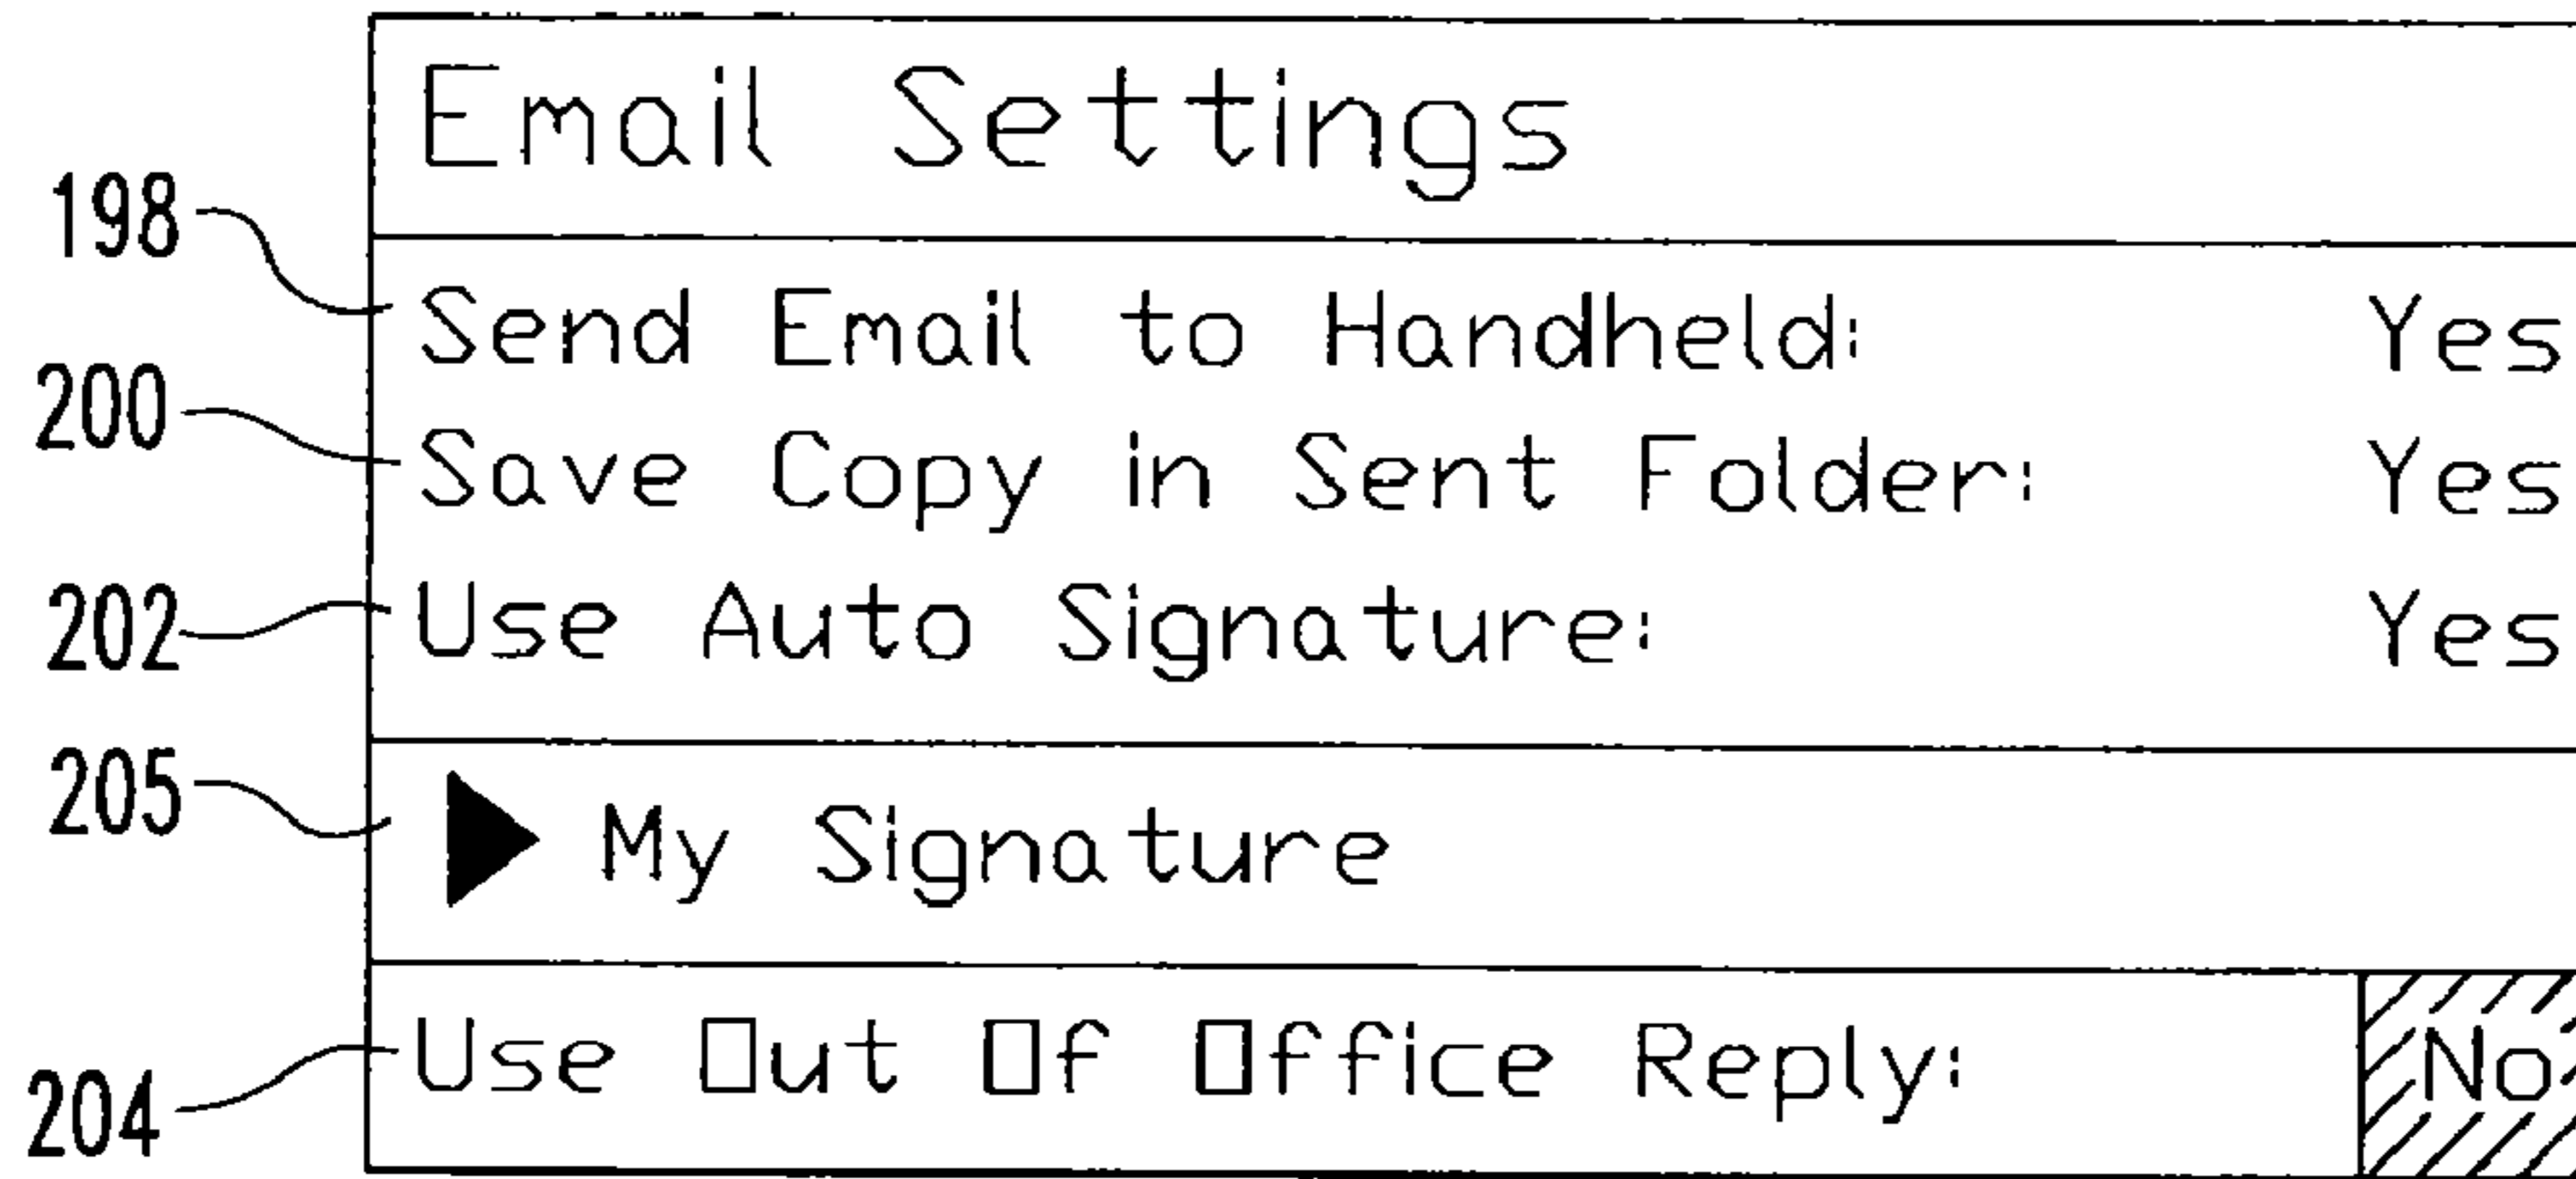 Email Settings
198
Send Email to Handheld: Yes
200
Save Copy in Sent Folder: Yes
202
Use Auto Signature: Yes
205
My Signature
204
Use Out Of Office Reply: No